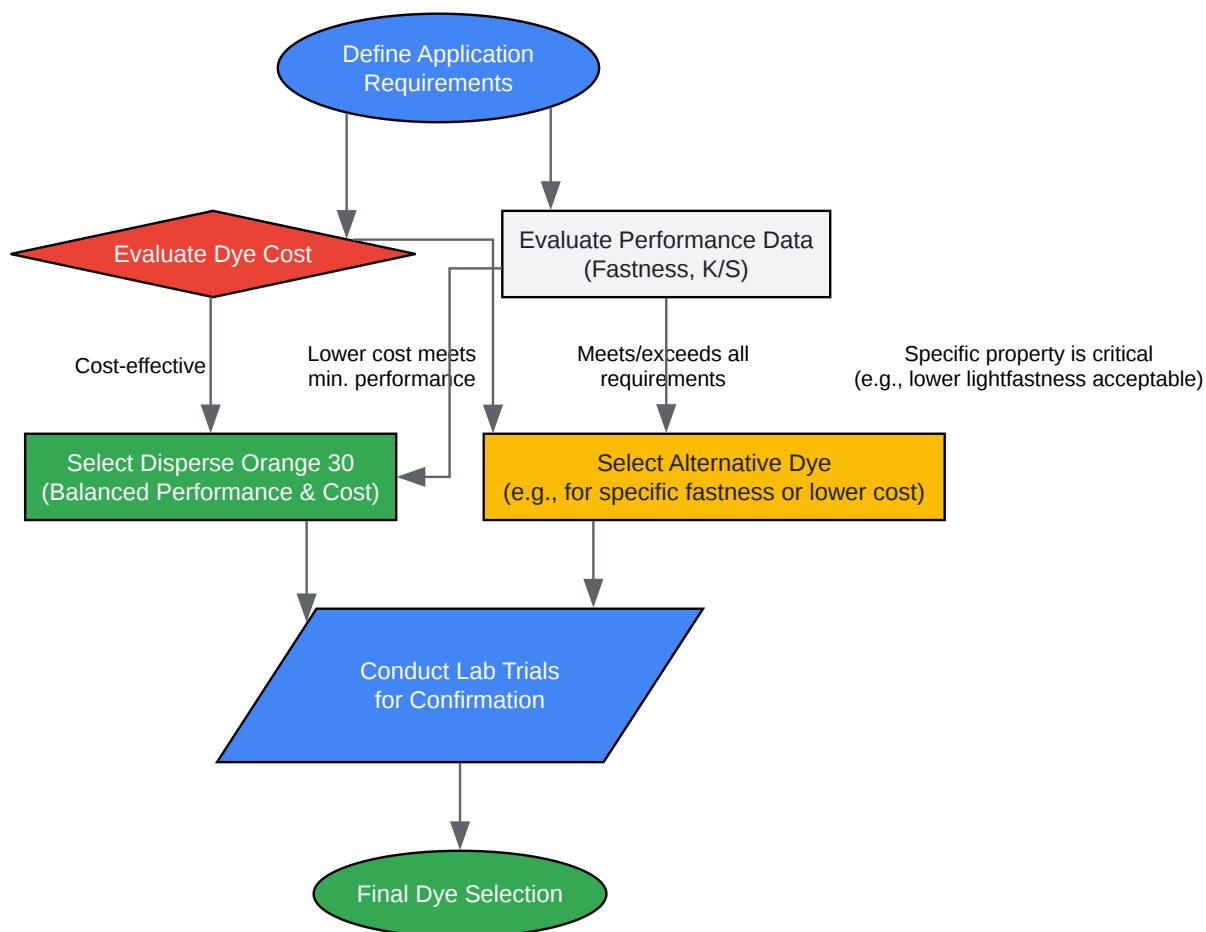 Define Application
Requirements
Evaluate Dye Cost
Evaluate Performance Data
(Fastness, K/S)
Cost-effective
Lower cost meets
min. performance
Meets/exceeds all
requirements
Specific property is critical
(e.g., lower lightfastness acceptable)
Select Disperse Orange 30
(Balanced Performance & Cost)
Select Alternative Dye
(e.g., for specific fastness or lower cost)
Conduct Lab Trials
for Confirmation
Final Dye Selection